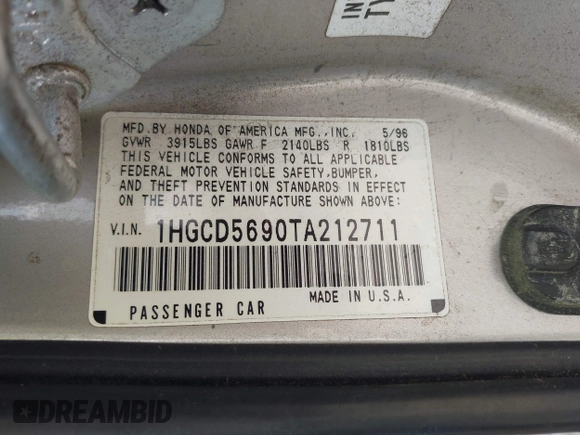 IN
TY
MFD.BY HONDA OF AMERICA MFG.,INC. 5/96
GVWR 3915LBS GAWR F 2140LBS R 1810LBS
THIS VEHICLE CONFORMS TO ALL APPLICABLE
FEDERAL MOTOR VEHICLE SAFETY,BUMPER,
AND THEFT PREVENTION STANDARDS IN EFFECT
ON THE DATE OF MANUFACTURE SHOWN ABOVE:
V.I.N. 1HGCD5690TA212711
PASSENGER CAR MADE IN U.S.A.
DREAMBID